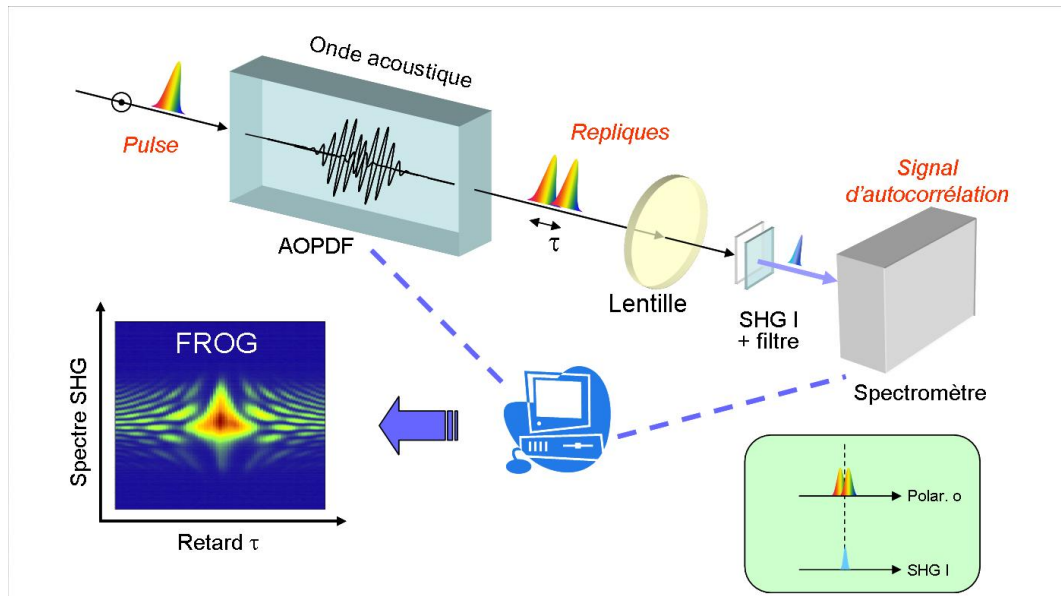 Onde acoustique
Pulse
Repliques
τ
Signal
d'autocorrélation
AOPDF
Lentille
SHG I
+ filtre
Spectromètre
FROG
Spectre SHG
Retard τ
Polar. o
SHG I